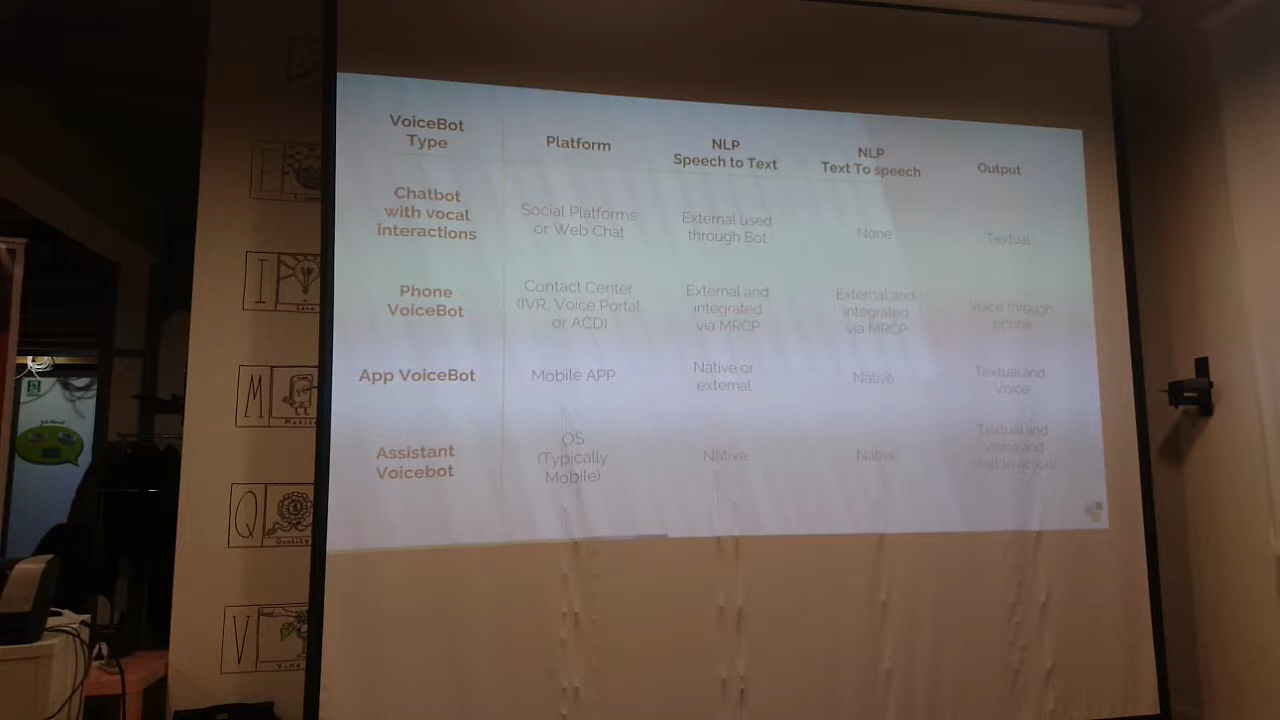 VoiceBot
Type
Platform
NLP
Speech to Text
NLP
Text To speech
Output
Chatbot
with vocal
interactions
Social Platforms
or Web Chat
External used
through Bot
None
Textual
Phone
VoiceBot
Contact Center
(IVR, Voice Portal
or ACD)
External and
integrated
via MRCP
External and
integrated
via MRCP
Voice through
phone
App VoiceBot
Mobile APP
Native or
external
Native
Textual and
Voice
Assistant
Voicebot
OS
(Typically
Mobile)
Native
Native
Textual and
Voice and
I
Idea
M
Q
Quality
V